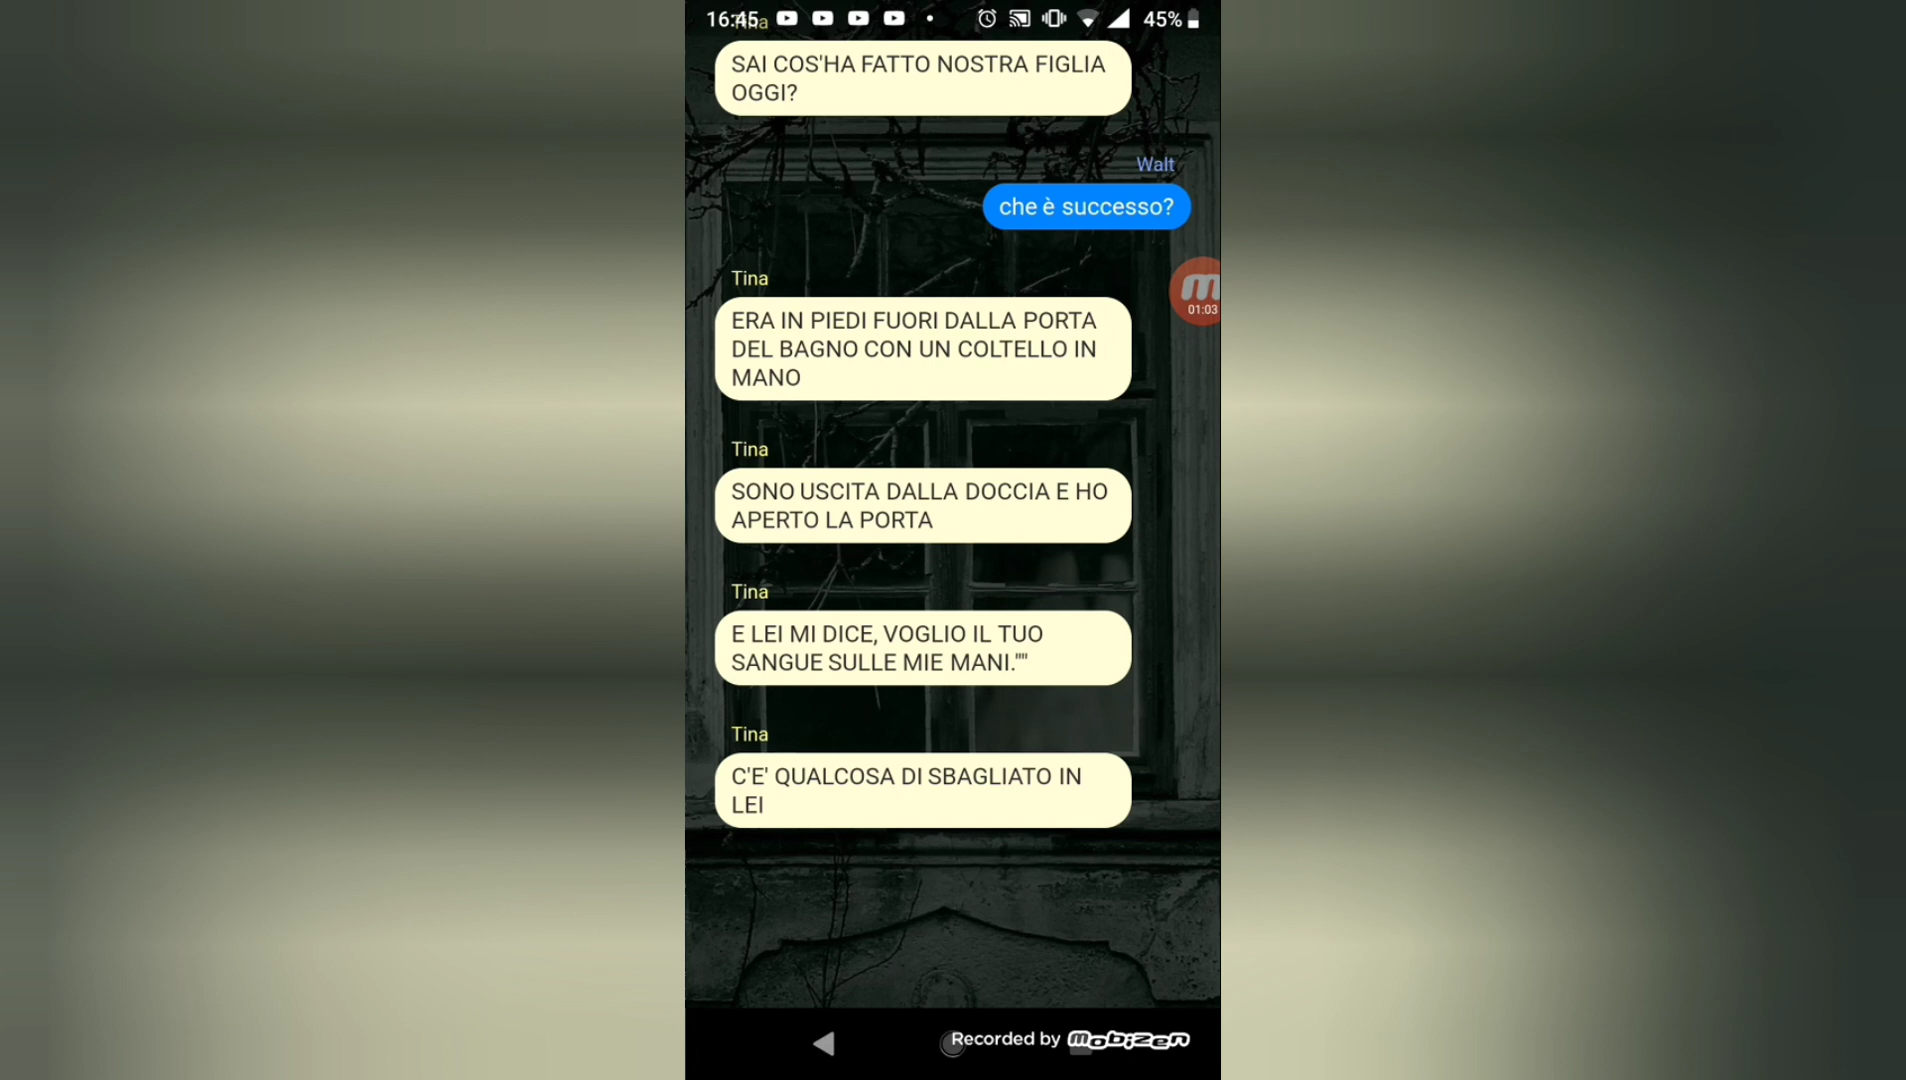 16:45
Tina
45%
SAI COS'HA FATTO NOSTRA FIGLIA
OGGI?
Walt
che è successo?
Tina
01:03
ERA IN PIEDI FUORI DALLA PORTA
DEL BAGNO CON UN COLTELLO IN
MANO
Tina
SONO USCITA DALLA DOCCIA E HO
APERTO LA PORTA
Tina
E LEI MI DICE, VOGLIO IL TUO
SANGUE SULLE MIE MANI.""
Tina
C'E' QUALCOSA DI SBAGLIATO IN
LEI
Recorded by mobizen